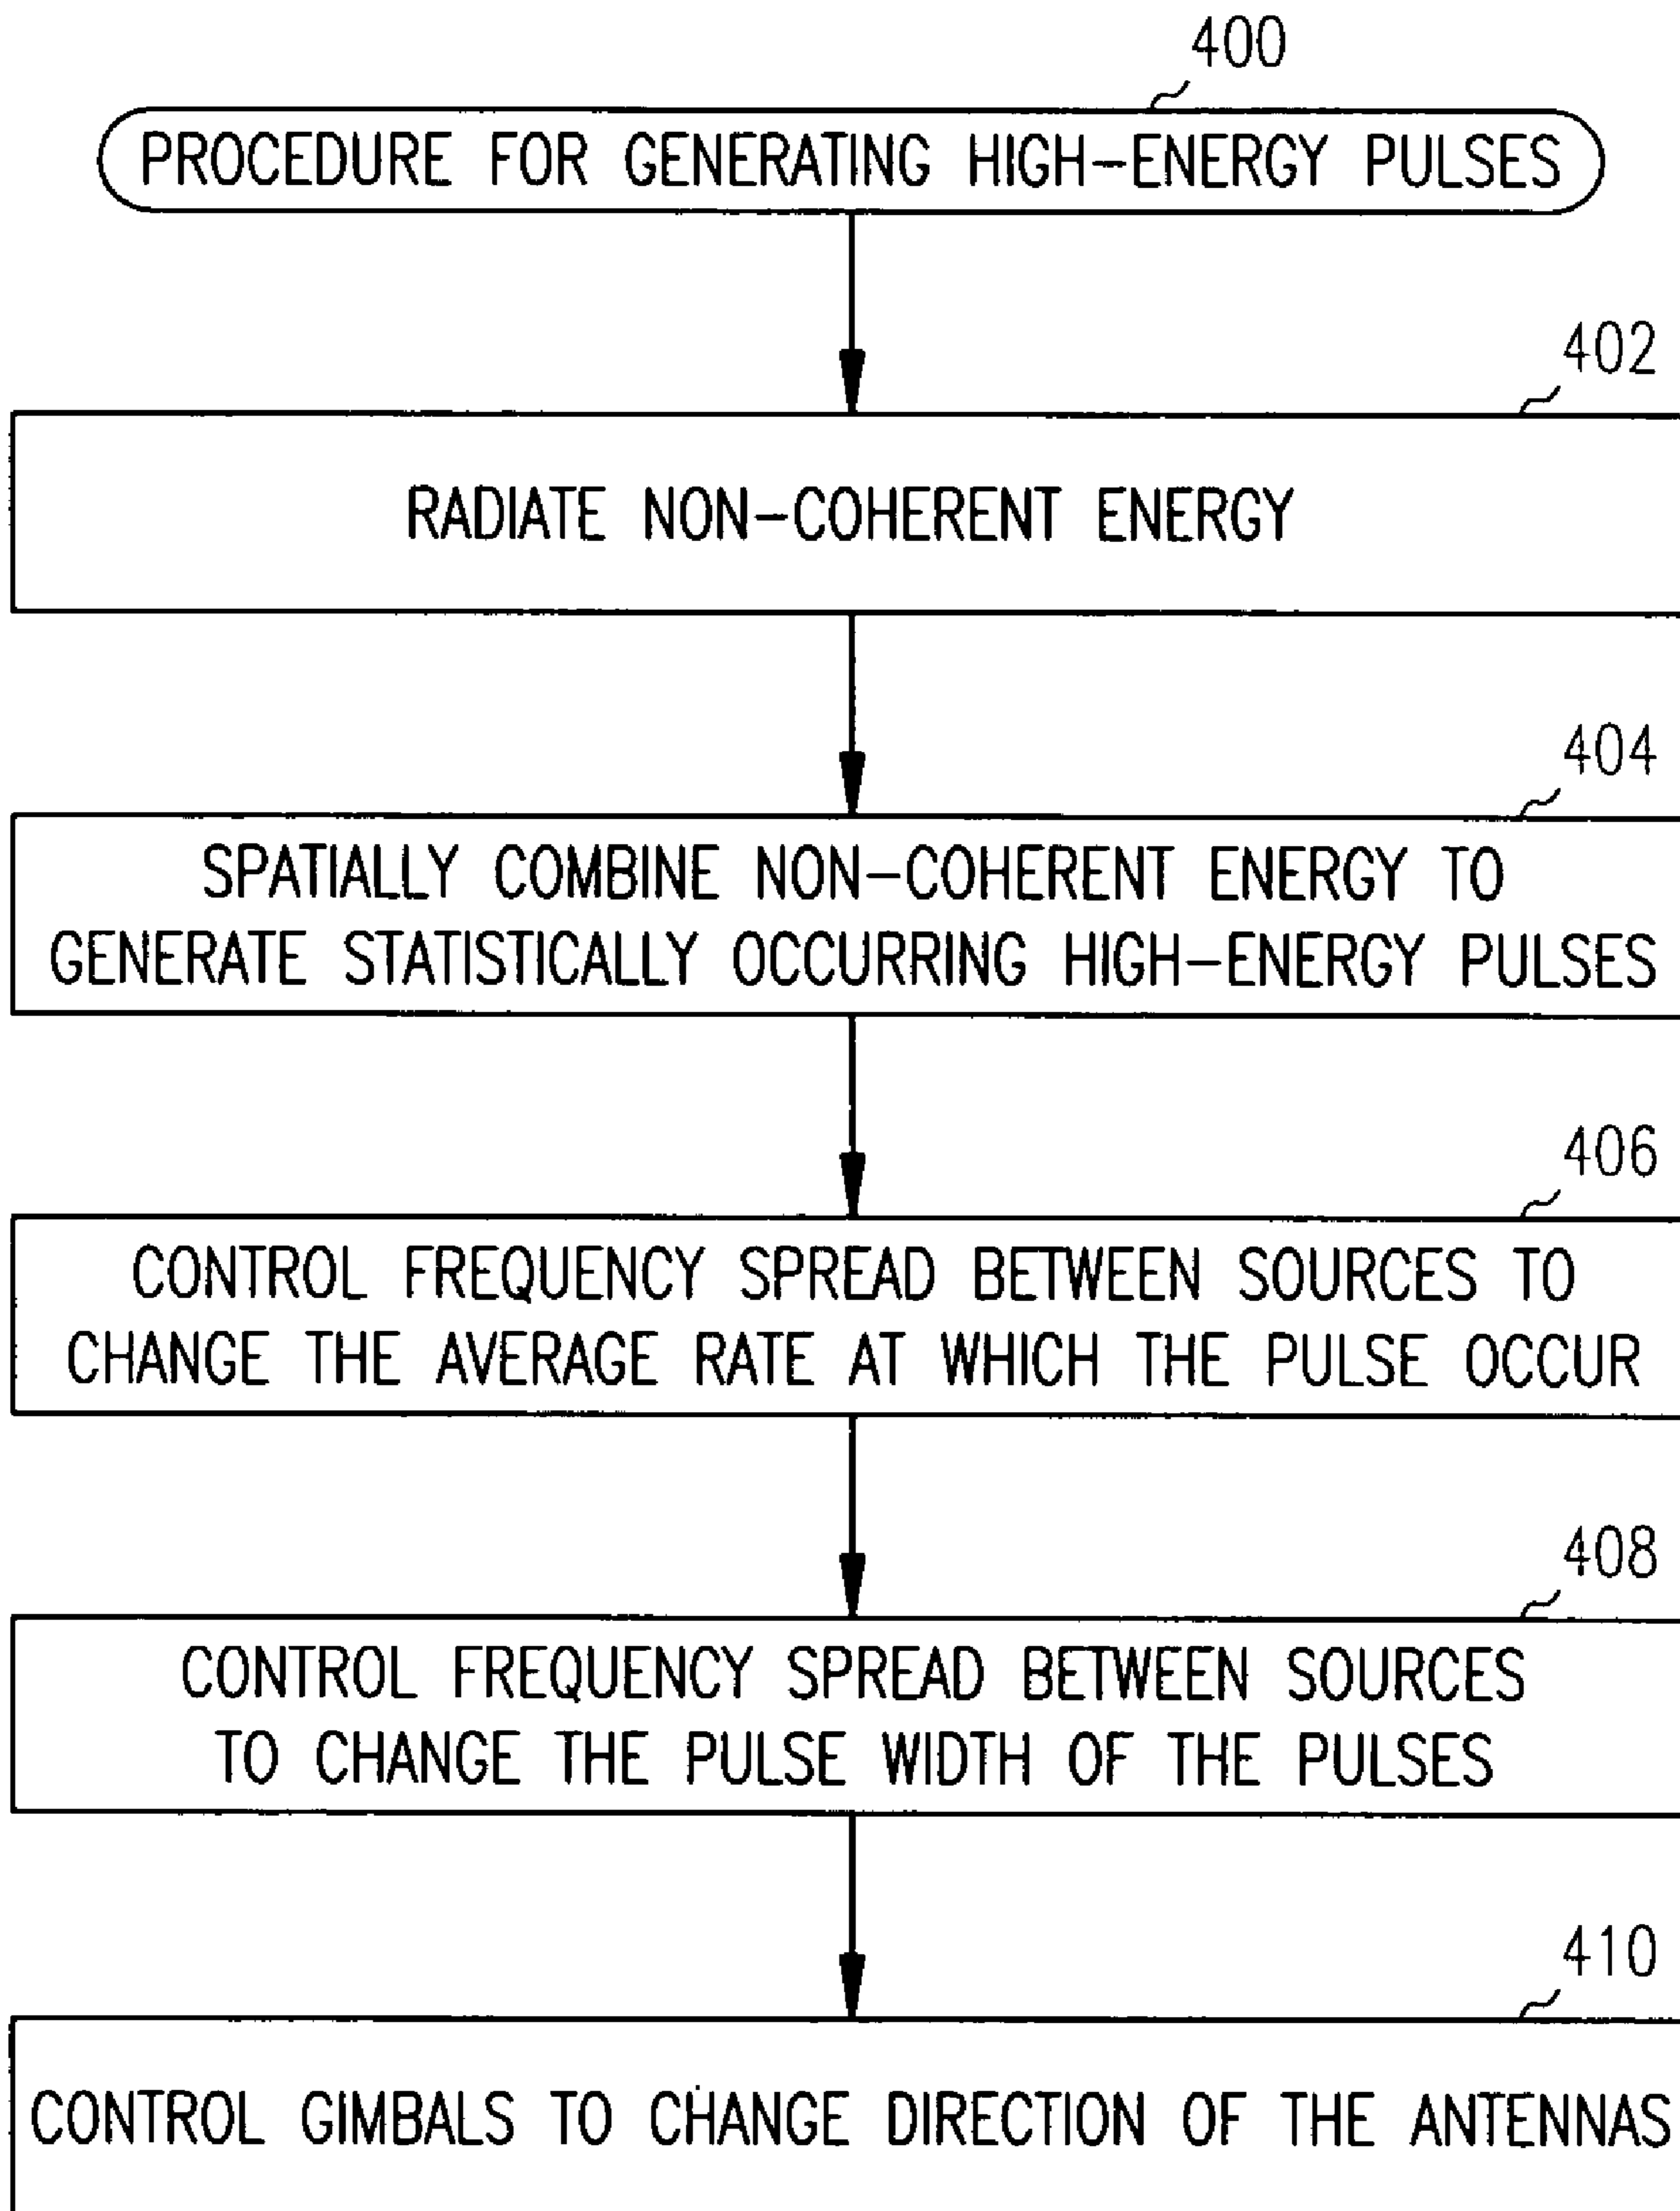 400
PROCEDURE FOR GENERATING HIGH-ENERGY PULSES
402
RADIATE NON-COHERENT ENERGY
404
SPATIALLY COMBINE NON-COHERENT ENERGY TO
GENERATE STATISTICALLY OCCURRING HIGH-ENERGY PULSES
406
CONTROL FREQUENCY SPREAD BETWEEN SOURCES TO
CHANGE THE AVERAGE RATE AT WHICH THE PULSE OCCUR
408
CONTROL FREQUENCY SPREAD BETWEEN SOURCES
TO CHANGE THE PULSE WIDTH OF THE PULSES
410
CONTROL GIMBALS TO CHANGE DIRECTION OF THE ANTENNAS